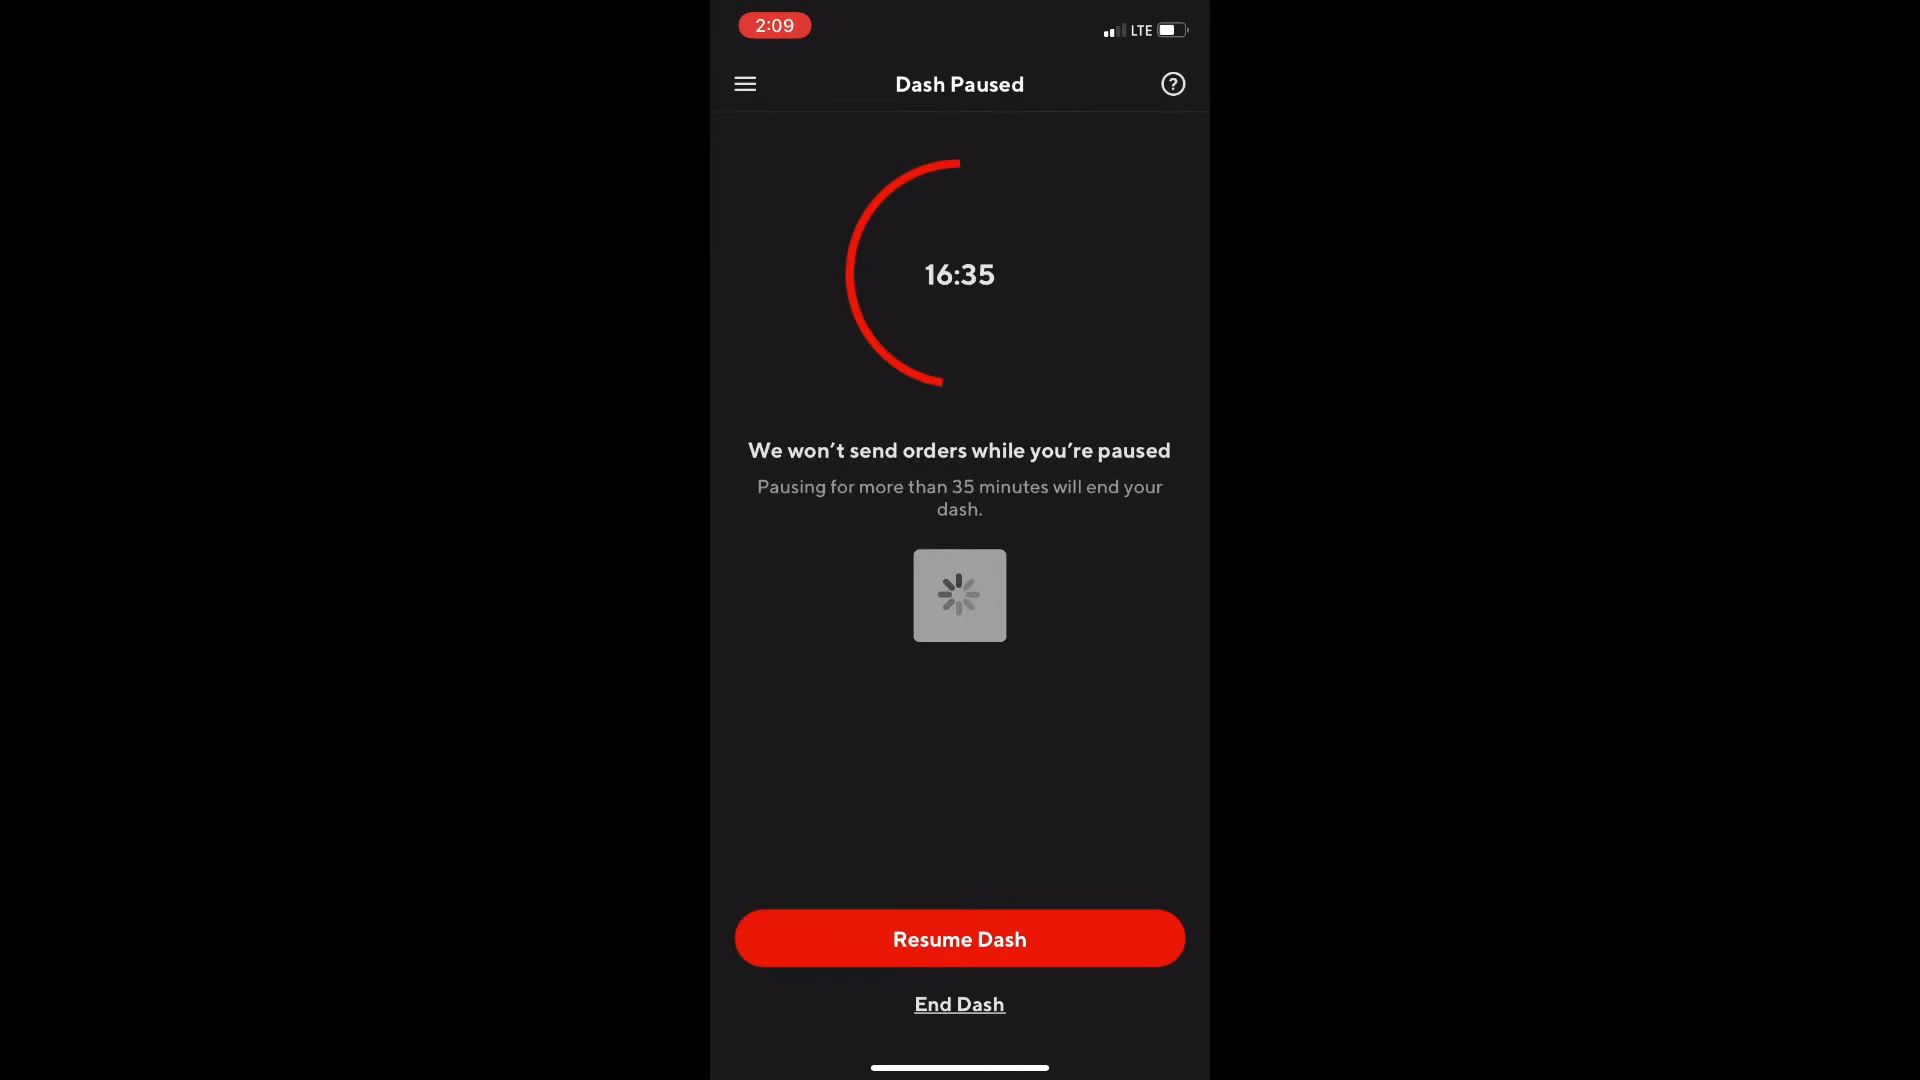 2:09
LTE
Dash Paused
?
16:35
We won’t send orders while you’re paused
Pausing for more than 35 minutes will end your
dash.
Resume Dash
End Dash